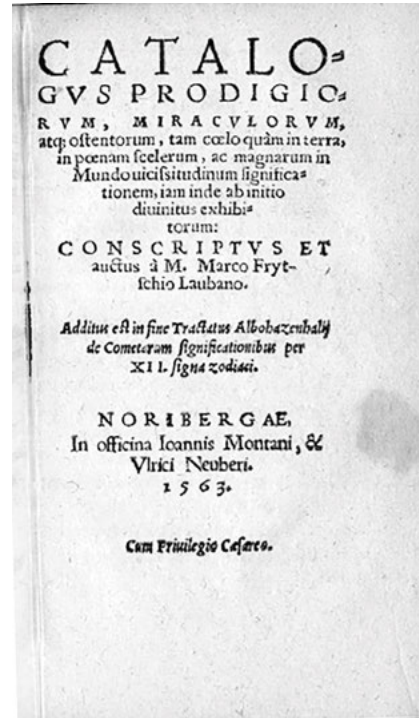 CATALO=
GVS PRODIGIO=
RVM, MIRACVLORVM,
atq; oſtentorum, tam cœlo quàm in terra,
in pœnam ſcelerum, ac magnarum in
Mundo uiciſsitudinum ſignifica=
tionem, iam inde ab initio
diuinitus exhibi=
torum:
CONSCRIPTVS ET
auctus à M. Marco Fryt-
ſchio Laubano.
Additus eſt in fine Tractatus Albohazenhalij
de Cometarum ſignificationibus per
XII. ſigna zodiaci.
NORIBERGAE,
In officina Ioannis Montani, &
Vlrici Neuberi.
1563.
Cum Priuilegio Cæſareo.